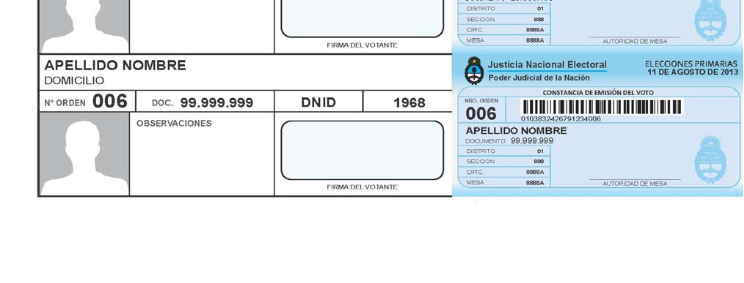 DISTRITO 01
SECCIÓN 888
CIRC. 8888A
MESA 8888A AUTORIDAD DE MESA
FIRMA DEL VOTANTE
APELLIDO NOMBRE
DOMICILIO
Nº ORDEN 006 DOC. 99.999.999 DNID 1968
OBSERVACIONES
FIRMA DEL VOTANTE
Justicia Nacional Electoral
Poder Judicial de la Nación
ELECCIONES PRIMARIAS
11 DE AGOSTO DE 2013
CONSTANCIA DE EMISIÓN DEL VOTO
NRO. ORDEN
006
0103832426791234006
APELLIDO NOMBRE
DOCUMENTO 99.999.999
DISTRITO 01
SECCIÓN 888
CIRC. 8888A
MESA 8888A AUTORIDAD DE MESA